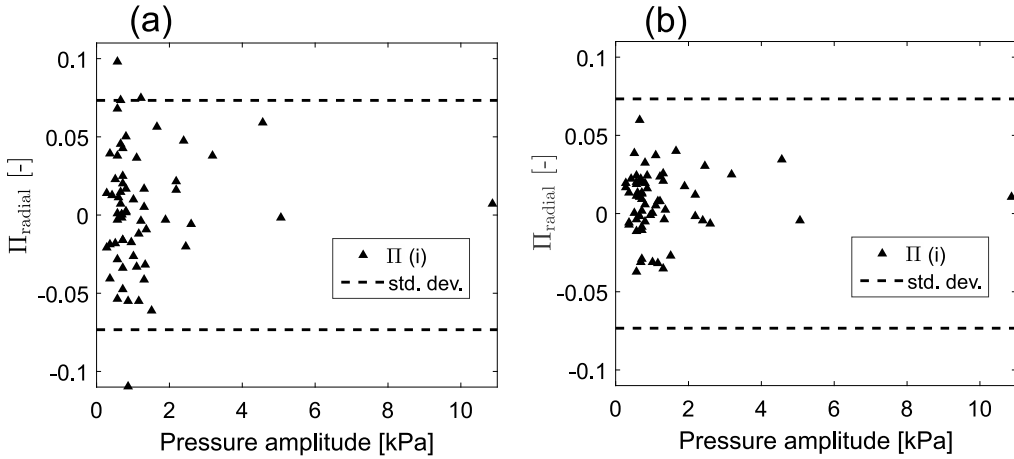 (a)
0.1
0.05
0
-0.05
-0.1
Π_radial [-]
0 2 4 6 8 10
Pressure amplitude [kPa]
Π (i)
std. dev.
(b)
0.1
0.05
0
-0.05
-0.1
Π_radial [-]
0 2 4 6 8 10
Pressure amplitude [kPa]
Π (i)
std. dev.